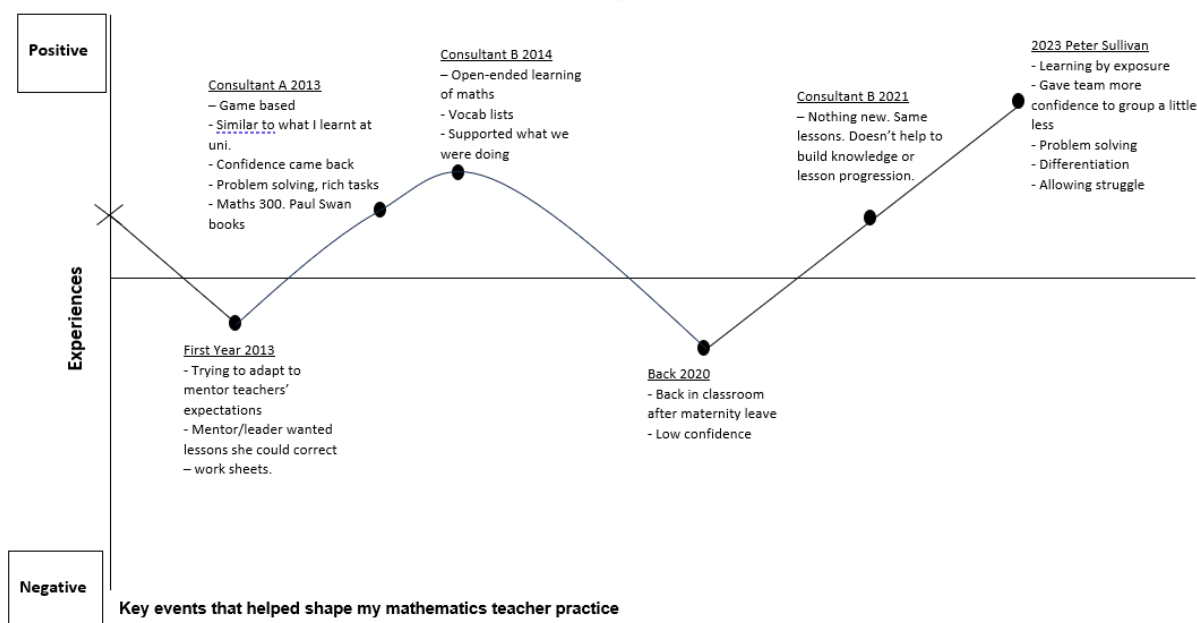 Positive
Consultant A 2013
– Game based
- Similar to what I learnt at
uni.
- Confidence came back
- Problem solving, rich tasks
- Maths 300. Paul Swan
books
Consultant B 2014
– Open-ended learning
of maths
- Vocab lists
- Supported what we
were doing
Consultant B 2021
– Nothing new. Same
lessons. Doesn’t help to
build knowledge or
lesson progression.
2023 Peter Sullivan
- Learning by exposure
- Gave team more
confidence to group a little
less
- Problem solving
- Differentiation
- Allowing struggle
Experiences
First Year 2013
- Trying to adapt to
mentor teachers’
expectations
- Mentor/leader wanted
lessons she could correct
– work sheets.
Back 2020
- Back in classroom
after maternity leave
- Low confidence
Negative
Key events that helped shape my mathematics teacher practice